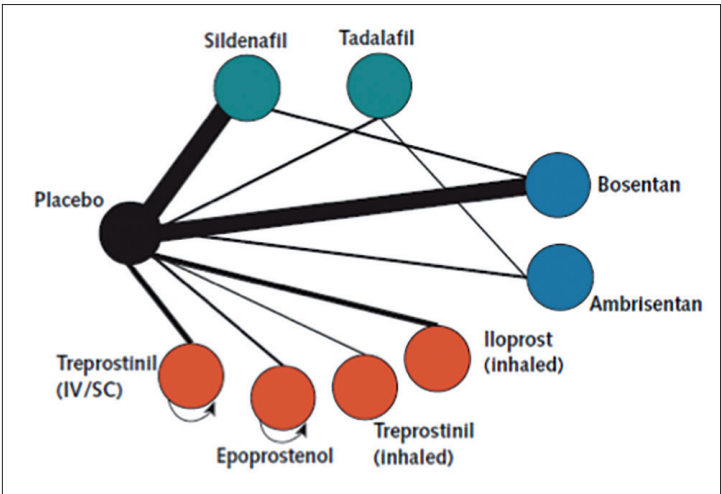 Sildenafil
Tadalafil
Placebo
Bosentan
Ambrisentan
Iloprost
(inhaled)
Treprostinil
(IV/SC)
Treprostinil
(inhaled)
Epoprostenol